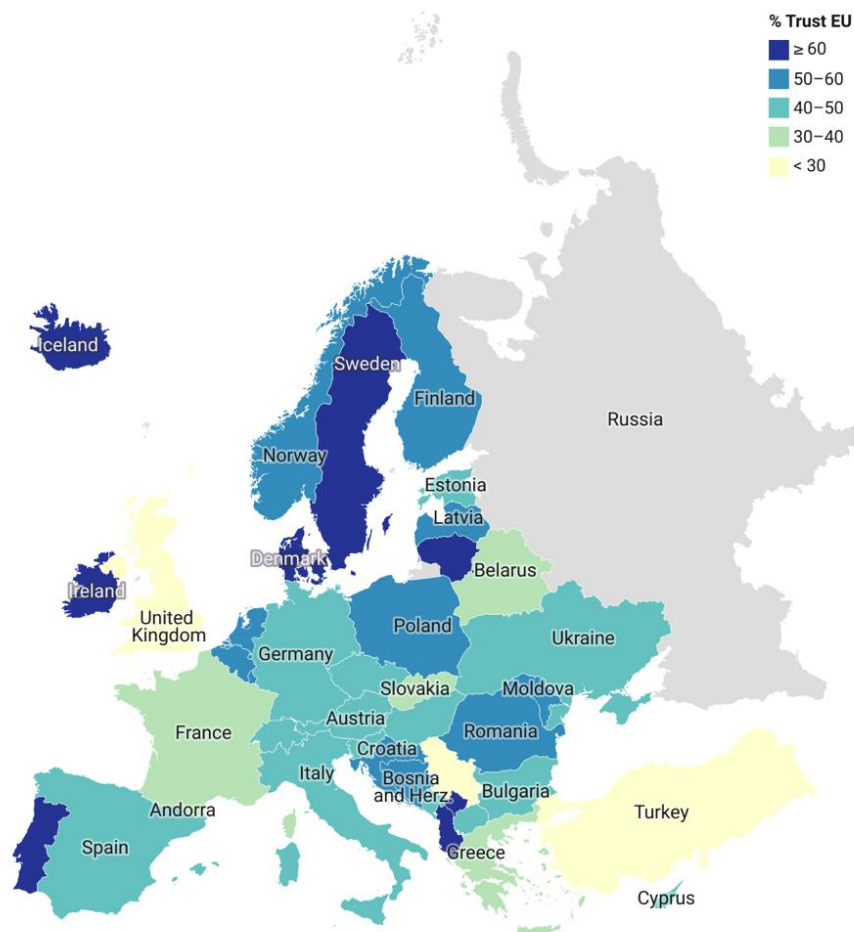 % Trust EU
≥ 60
50–60
40–50
30–40
< 30
Iceland
Sweden
Finland
Russia
Norway
Estonia
Latvia
Denmark
Belarus
Ireland
United
Kingdom
Poland
Ukraine
Germany
Slovakia
Moldova
Austria
France
Romania
Croatia
Italy
Bosnia
and Herz.
Bulgaria
Andorra
Turkey
Spain
Greece
Cyprus